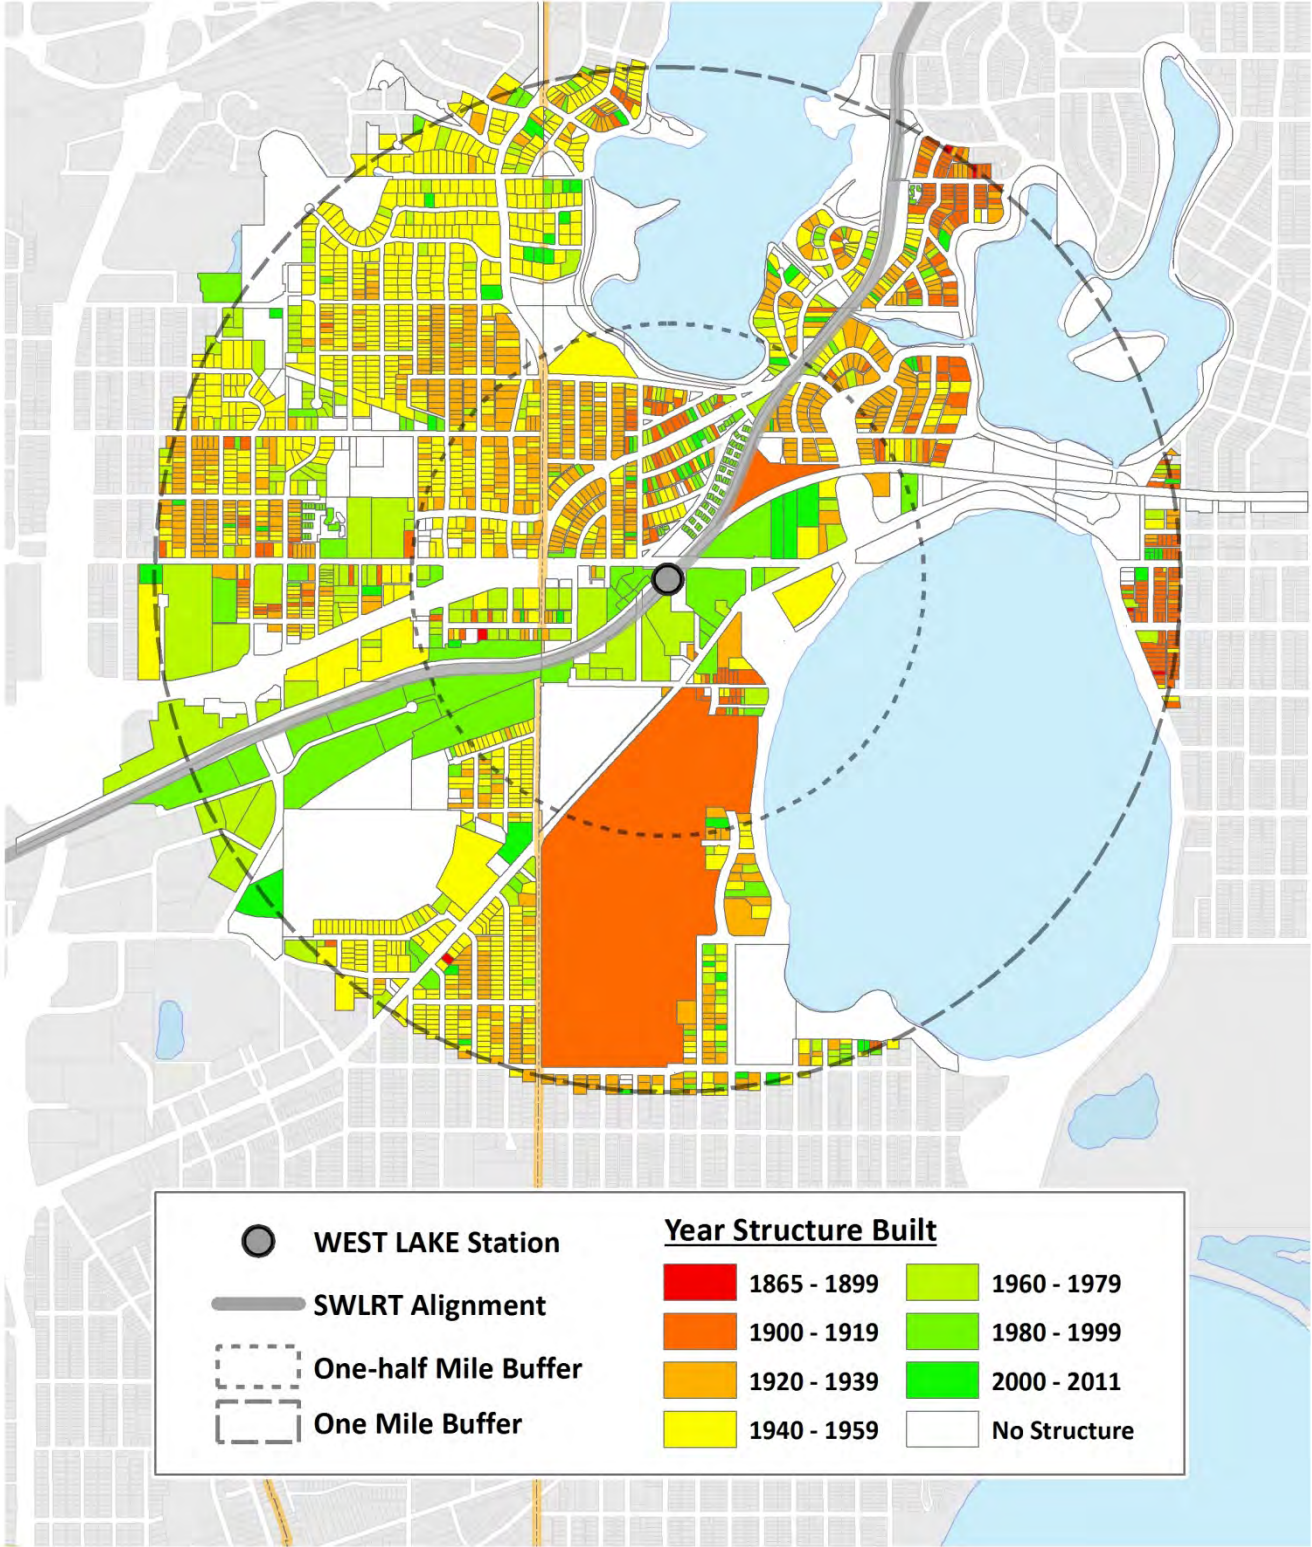 WEST LAKE Station
SWLRT Alignment
One-half Mile Buffer
One Mile Buffer
Year Structure Built
1865 - 1899
1900 - 1919
1920 - 1939
1940 - 1959
1960 - 1979
1980 - 1999
2000 - 2011
No Structure